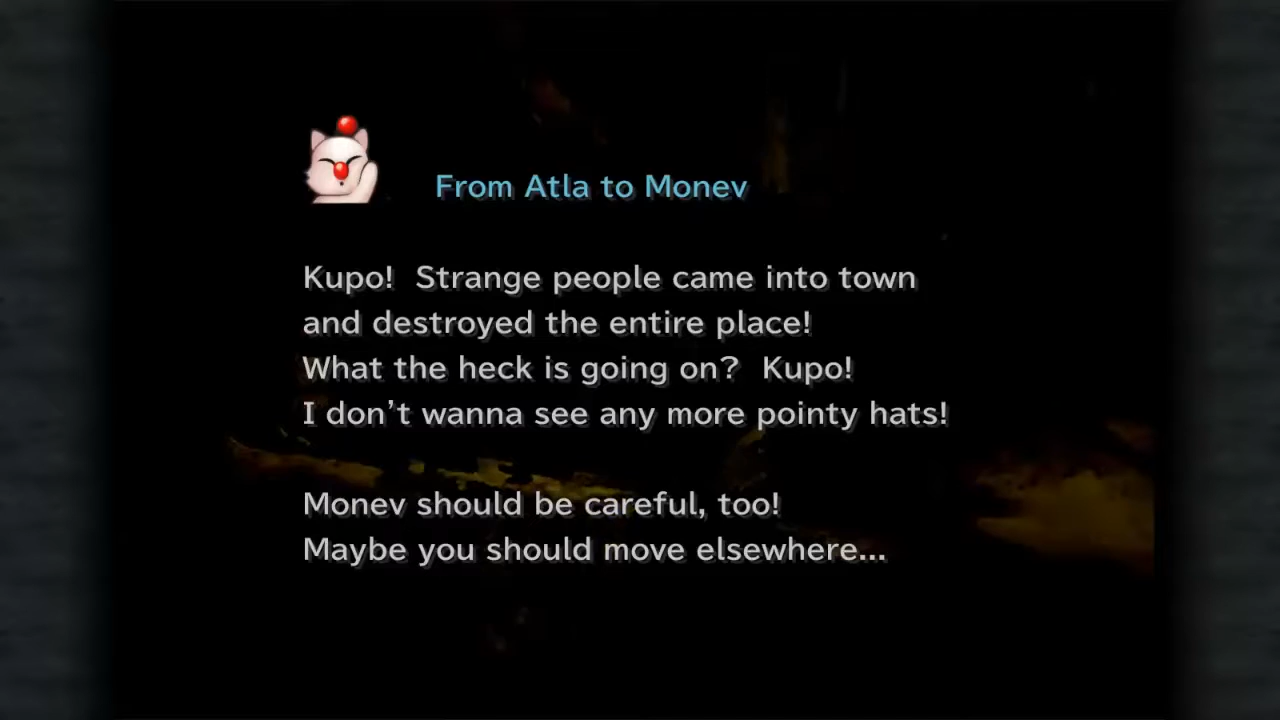 From Atla to Monev
Kupo!  Strange people came into town
and destroyed the entire place!
What the heck is going on?  Kupo!
I don’t wanna see any more pointy hats!
Monev should be careful, too!
Maybe you should move elsewhere...